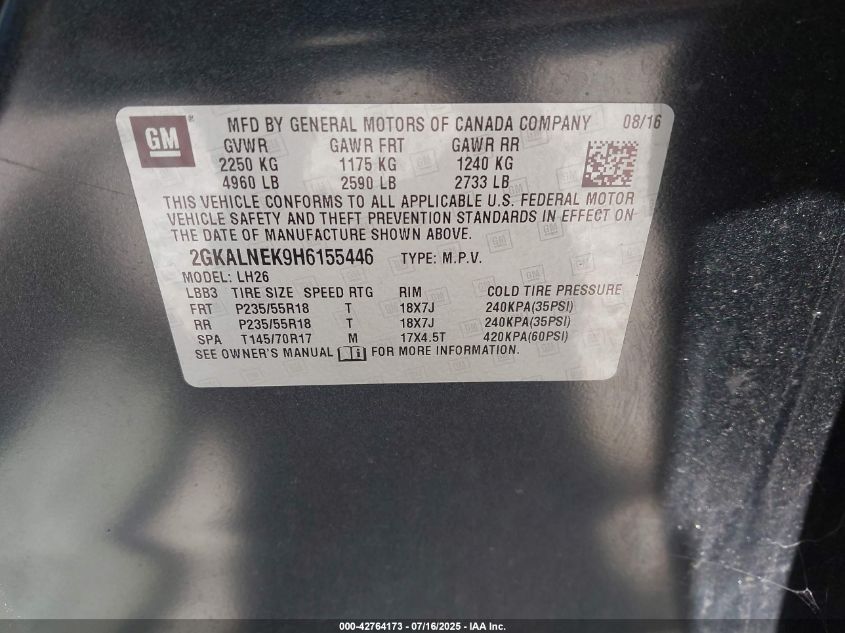 GM ® MFD BY GENERAL MOTORS OF CANADA COMPANY 08/16
GVWR GAWR FRT GAWR RR
2250 KG 1175 KG 1240 KG
4960 LB 2590 LB 2733 LB
THIS VEHICLE CONFORMS TO ALL APPLICABLE U.S. FEDERAL MOTOR
VEHICLE SAFETY AND THEFT PREVENTION STANDARDS IN EFFECT ON
THE DATE OF MANUFACTURE SHOWN ABOVE.
2GKALNEK9H6155446 TYPE: M.P.V.
MODEL: LH26
LBB3 TIRE SIZE SPEED RTG RIM COLD TIRE PRESSURE
FRT P235/55R18 T 18X7J 240KPA(35PSI)
RR P235/55R18 T 18X7J 240KPA(35PSI)
SPA T145/70R17 M 17X4.5T 420KPA(60PSI)
SEE OWNER'S MANUAL FOR MORE INFORMATION.
000-42764173 - 07/16/2025 - IAA Inc.